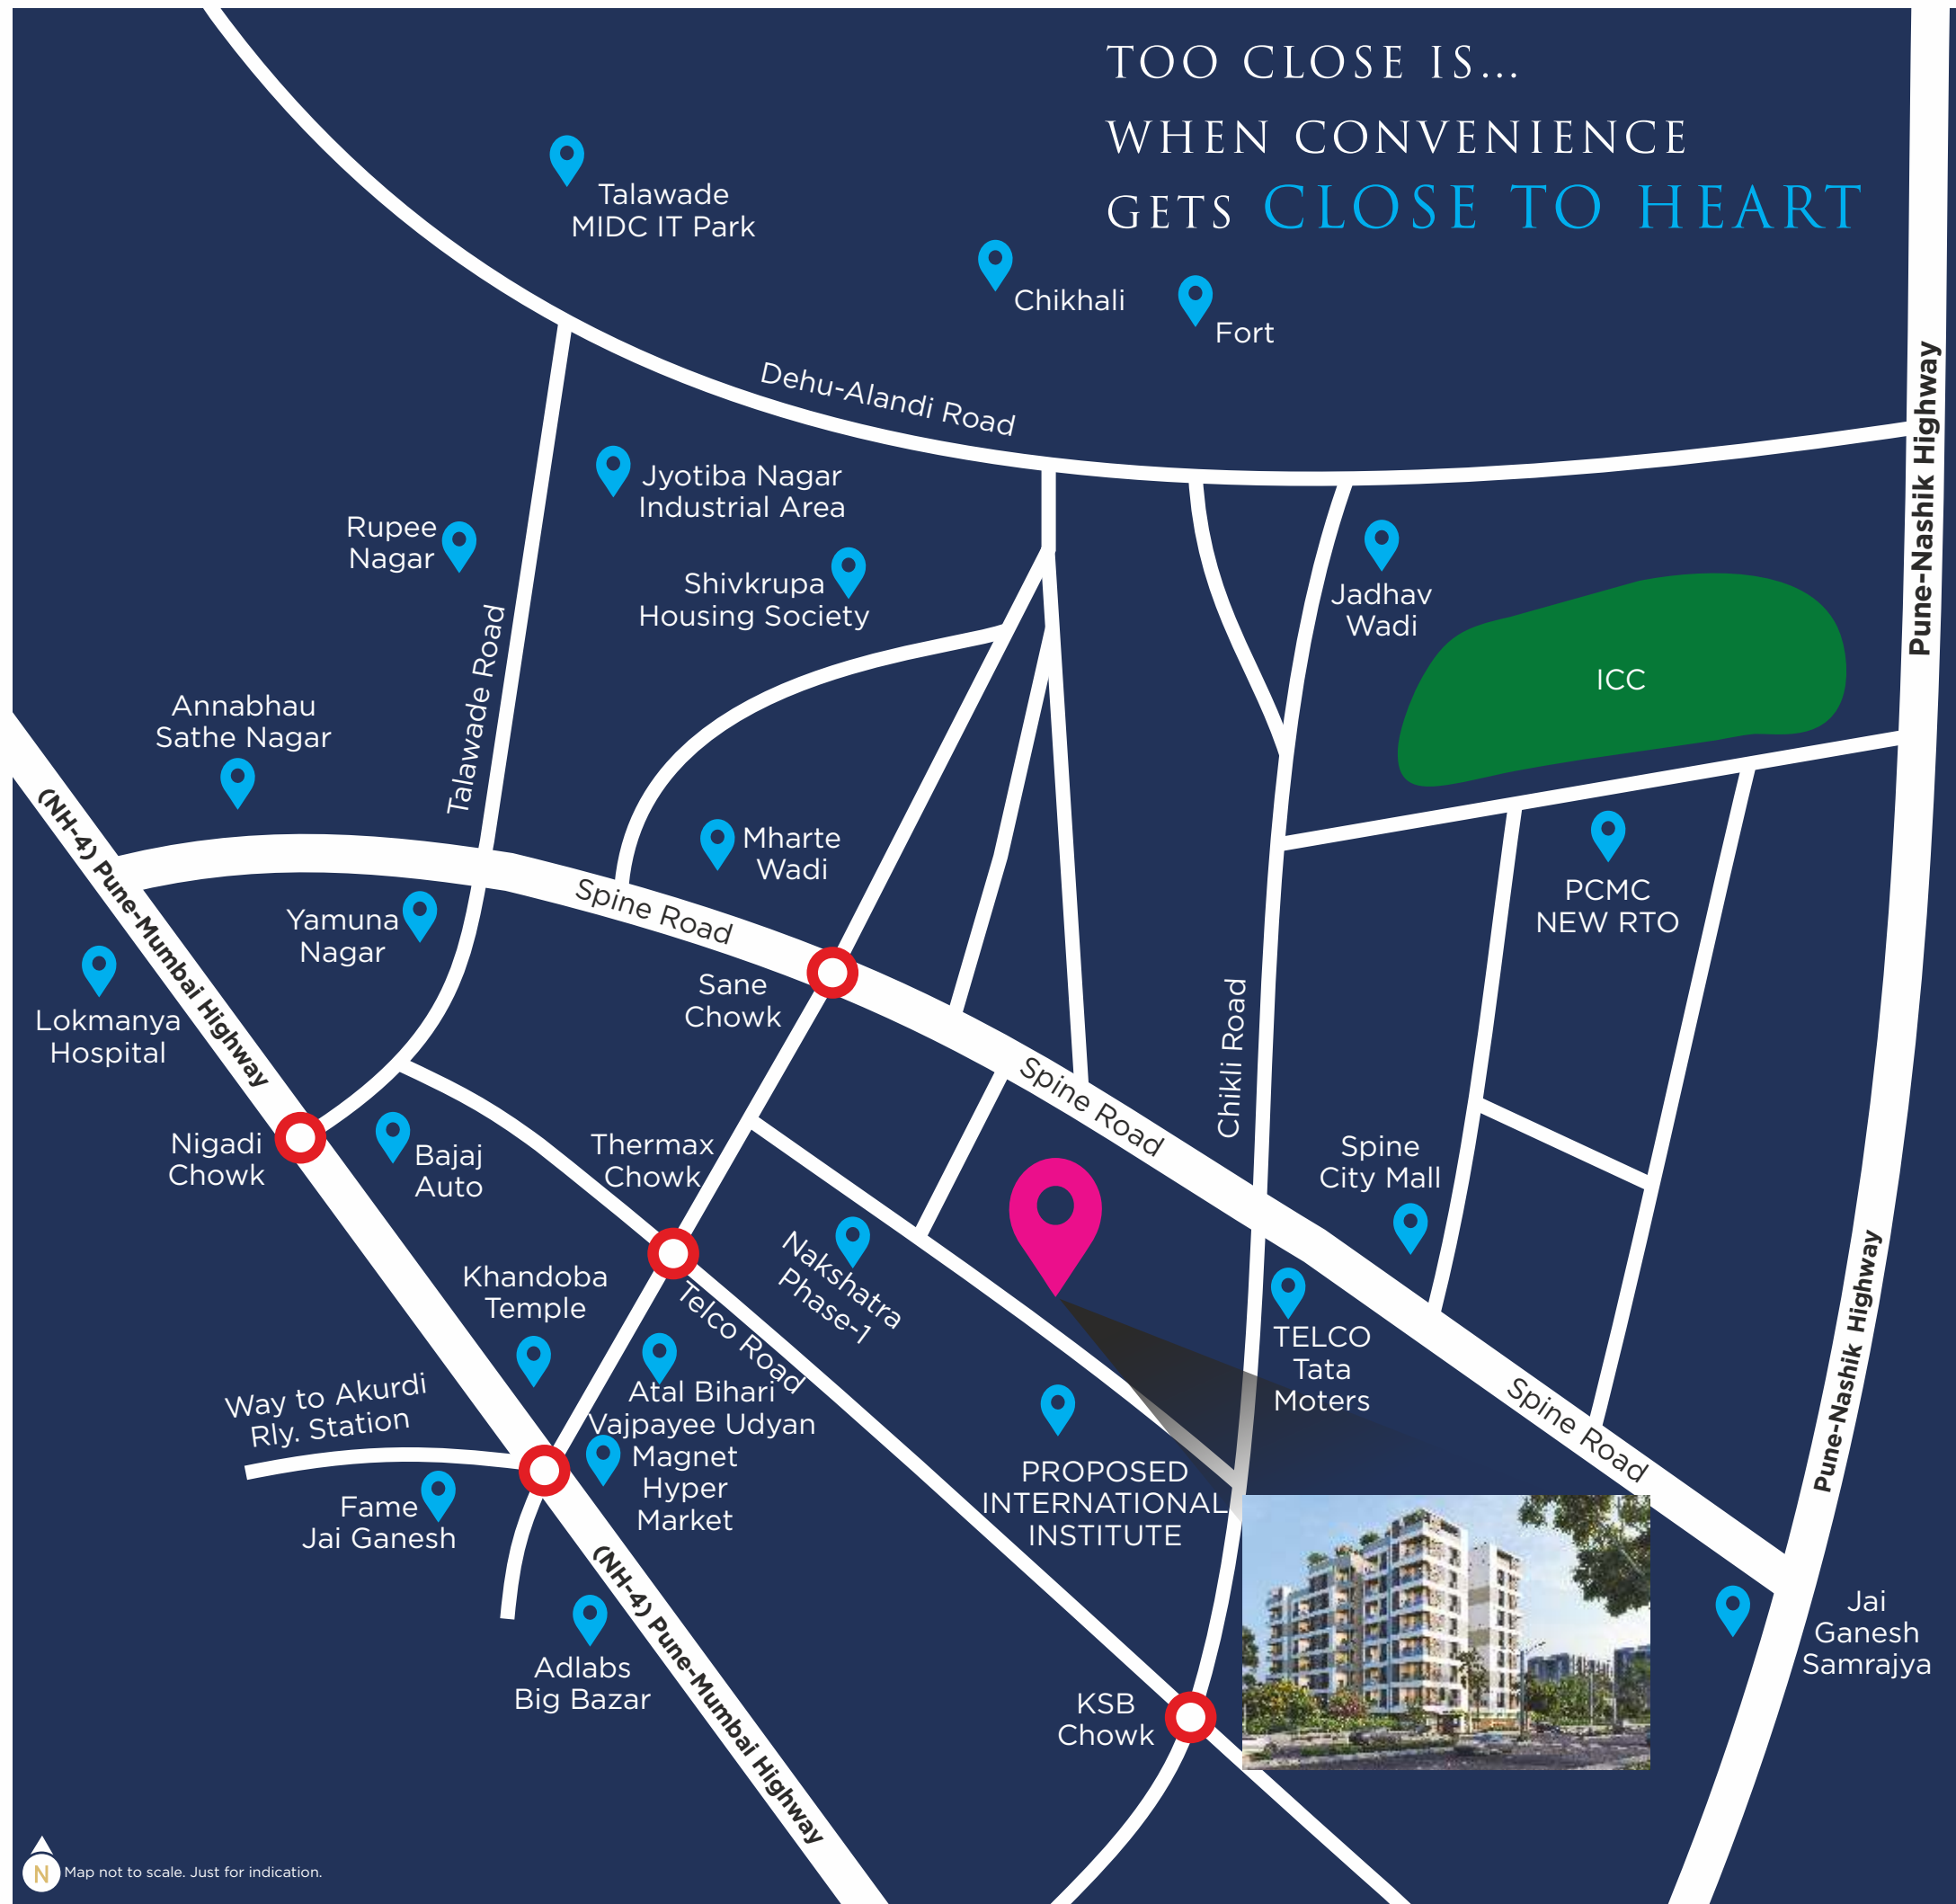 TOO CLOSE IS...
WHEN CONVENIENCE
GETS CLOSE TO HEART
Talawade
MIDC IT Park
Chikhali
Fort
Dehu-Alandi Road
Pune-Nashik Highway
Jyotiba Nagar
Industrial Area
Rupee
Nagar
Shivkrupa
Housing Society
Jadhav
Wadi
ICC
Talawade Road
Annabhau
Sathe Nagar
(NH-4) Pune-Mumbai Highway
Mharte
Wadi
Spine Road
PCMC
NEW RTO
Yamuna
Nagar
Lokmanya
Hospital
Sane
Chowk
Chikli Road
Spine Road
Nigadi
Chowk
Bajaj
Auto
Thermax
Chowk
Spine
City Mall
Nakshatra
Phase-1
Khandoba
Temple
Telco Road
TELCO
Tata
Moters
Pune-Nashik Highway
Way to Akurdi
Rly. Station
Atal Bihari
Vajpayee Udyan
Magnet
Hyper
Market
Spine Road
PROPOSED
INTERNATIONAL
INSTITUTE
Fame
Jai Ganesh
(NH-4) Pune-Mumbai Highway
Adlabs
Big Bazar
Jai
Ganesh
Samrajya
KSB
Chowk
N
Map not to scale. Just for indication.